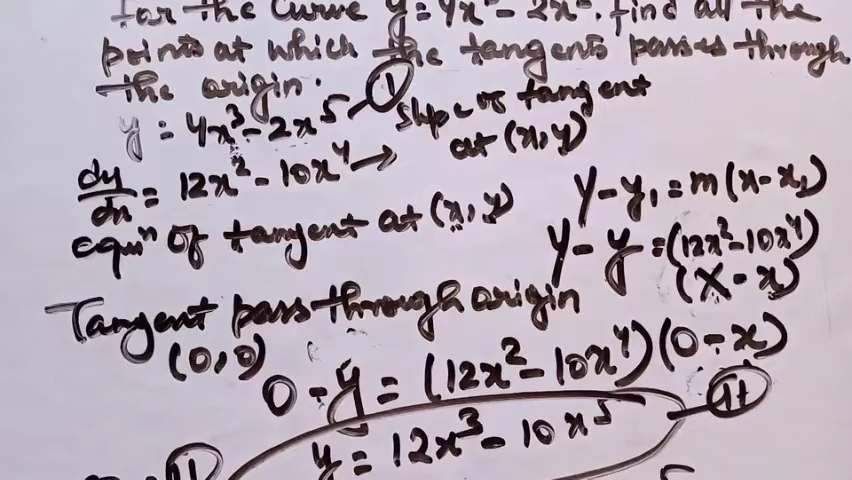 for the curve y = 4x³ - 2x⁵. find all the
points at which the tangents passes through
the origin.
y = 4x³ - 2x⁵ - ① slope of tangent
at (x, y)
dy/dx = 12x² - 10x⁴ →
equⁿ of tangent at (x, y)
y - y₁ = m(x - x₁)
Y - y = (12x² - 10x⁴)
(X - x)
Tangent pass through origin
(0, 0)
0 - y = (12x² - 10x⁴)(0 - x)
y = 12x³ - 10x⁵ - ⑪